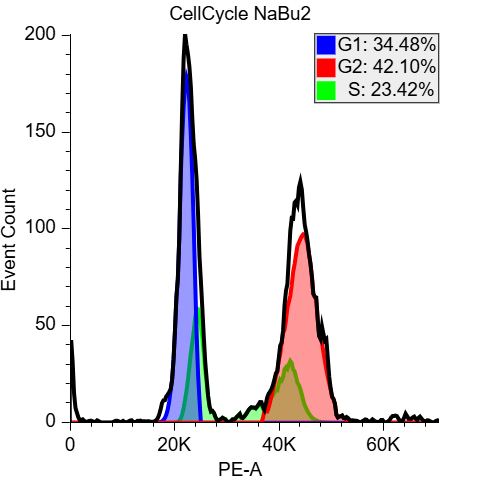 CellCycle NaBu2
G1: 34.48%
G2: 42.10%
S: 23.42%
200
150
100
50
0
Event Count
0 20K 40K 60K
PE-A